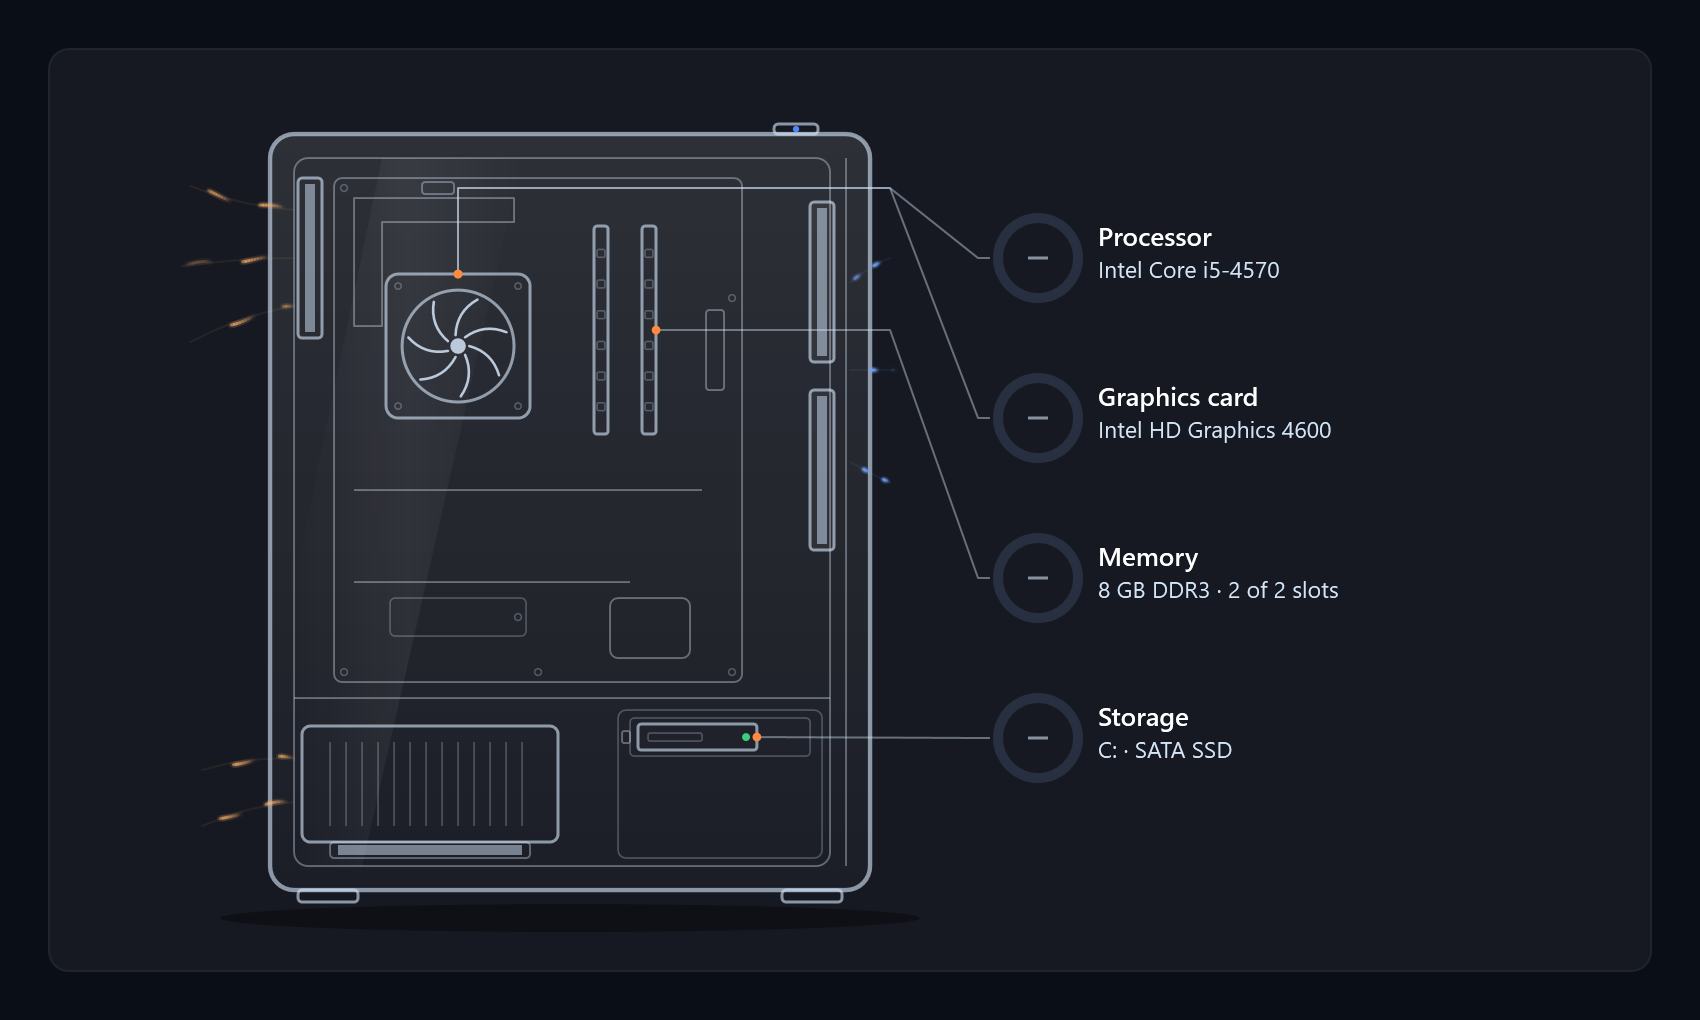 Processor
Intel Core i5-4570
Graphics card
Intel HD Graphics 4600
Memory
8 GB DDR3 · 2 of 2 slots
Storage
C: · SATA SSD